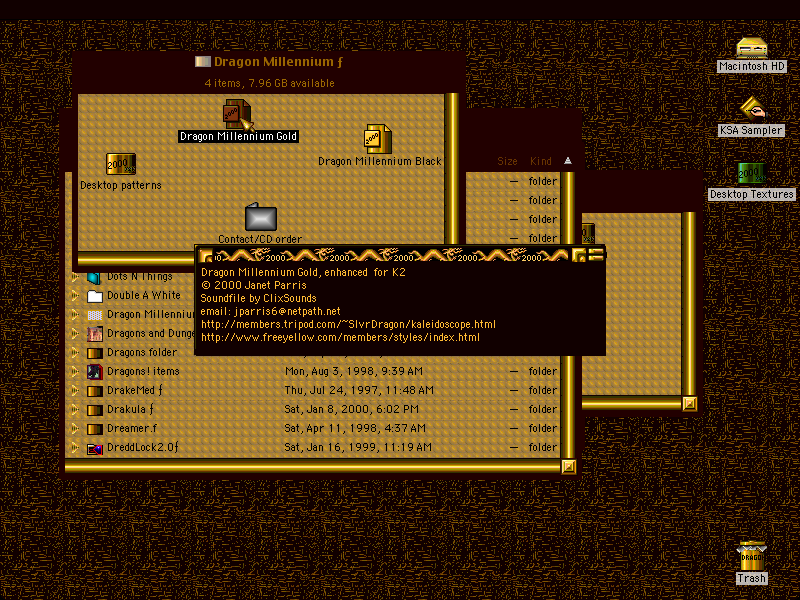 Dragon Millennium ƒ
4 items, 7.96 GB available
Macintosh HD
KSA Sampler
Desktop Textures
Trash
Dragon Millennium Gold
Dragon Millennium Black
Desktop patterns
Contact/CD order
Size Kind
— folder
— folder
— folder
— folder
2000 2000 2000 2000 2000 2000
Dragon Millennium Gold, enhanced for K2
© 2000 Janet Parris
Soundfile by ClixSounds
email: jparris6@netpath.net
http://members.tripod.com/~SlvrDragon/kaleidoscope.html
http://www.freeyellow.com/members/styles/index.html
Dots N Things
Double A White
Dragon Millennium
Dragons and Dunge
Dragons folder
Dragons! items Mon, Aug 3, 1998, 9:39 AM — folder
DrakeMed ƒ Thu, Jul 24, 1997, 11:48 AM — folder
Drakula ƒ Sat, Jan 8, 2000, 6:02 PM — folder
Dreamer.f Sat, Apr 11, 1998, 4:37 AM — folder
DreddLock2.0ƒ Sat, Jan 16, 1999, 11:19 AM — folder